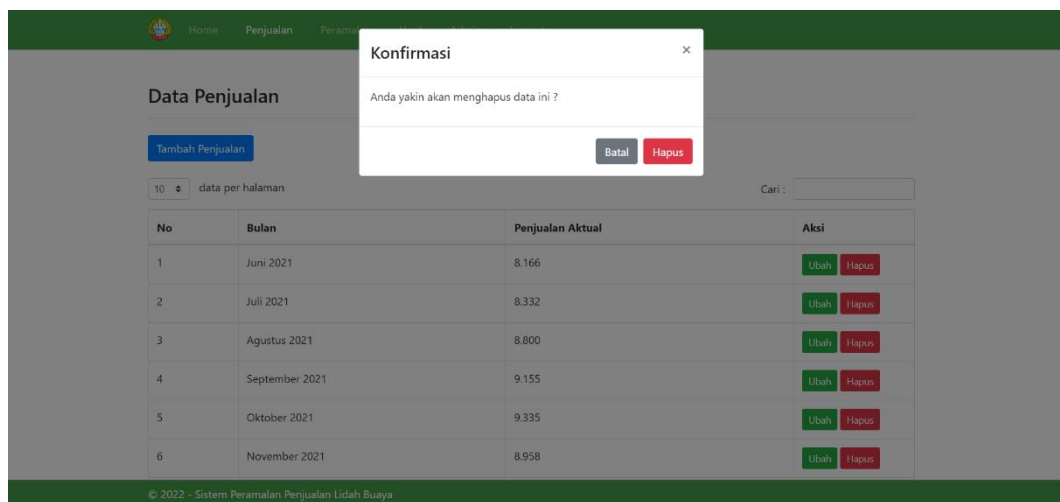 Home Penjualan
Konfirmasi ×
Anda yakin akan menghapus data ini ?
Batal Hapus
Data Penjualan
Tambah Penjualan
10 data per halaman Cari :
No Bulan Penjualan Aktual Aksi
1 Juni 2021 8.166 Ubah Hapus
2 Juli 2021 8.332 Ubah Hapus
3 Agustus 2021 8.800 Ubah Hapus
4 September 2021 9.155 Ubah Hapus
5 Oktober 2021 9.335 Ubah Hapus
6 November 2021 8.958 Ubah Hapus
© 2022 - Sistem Peramalan Penjualan Lidah Buaya